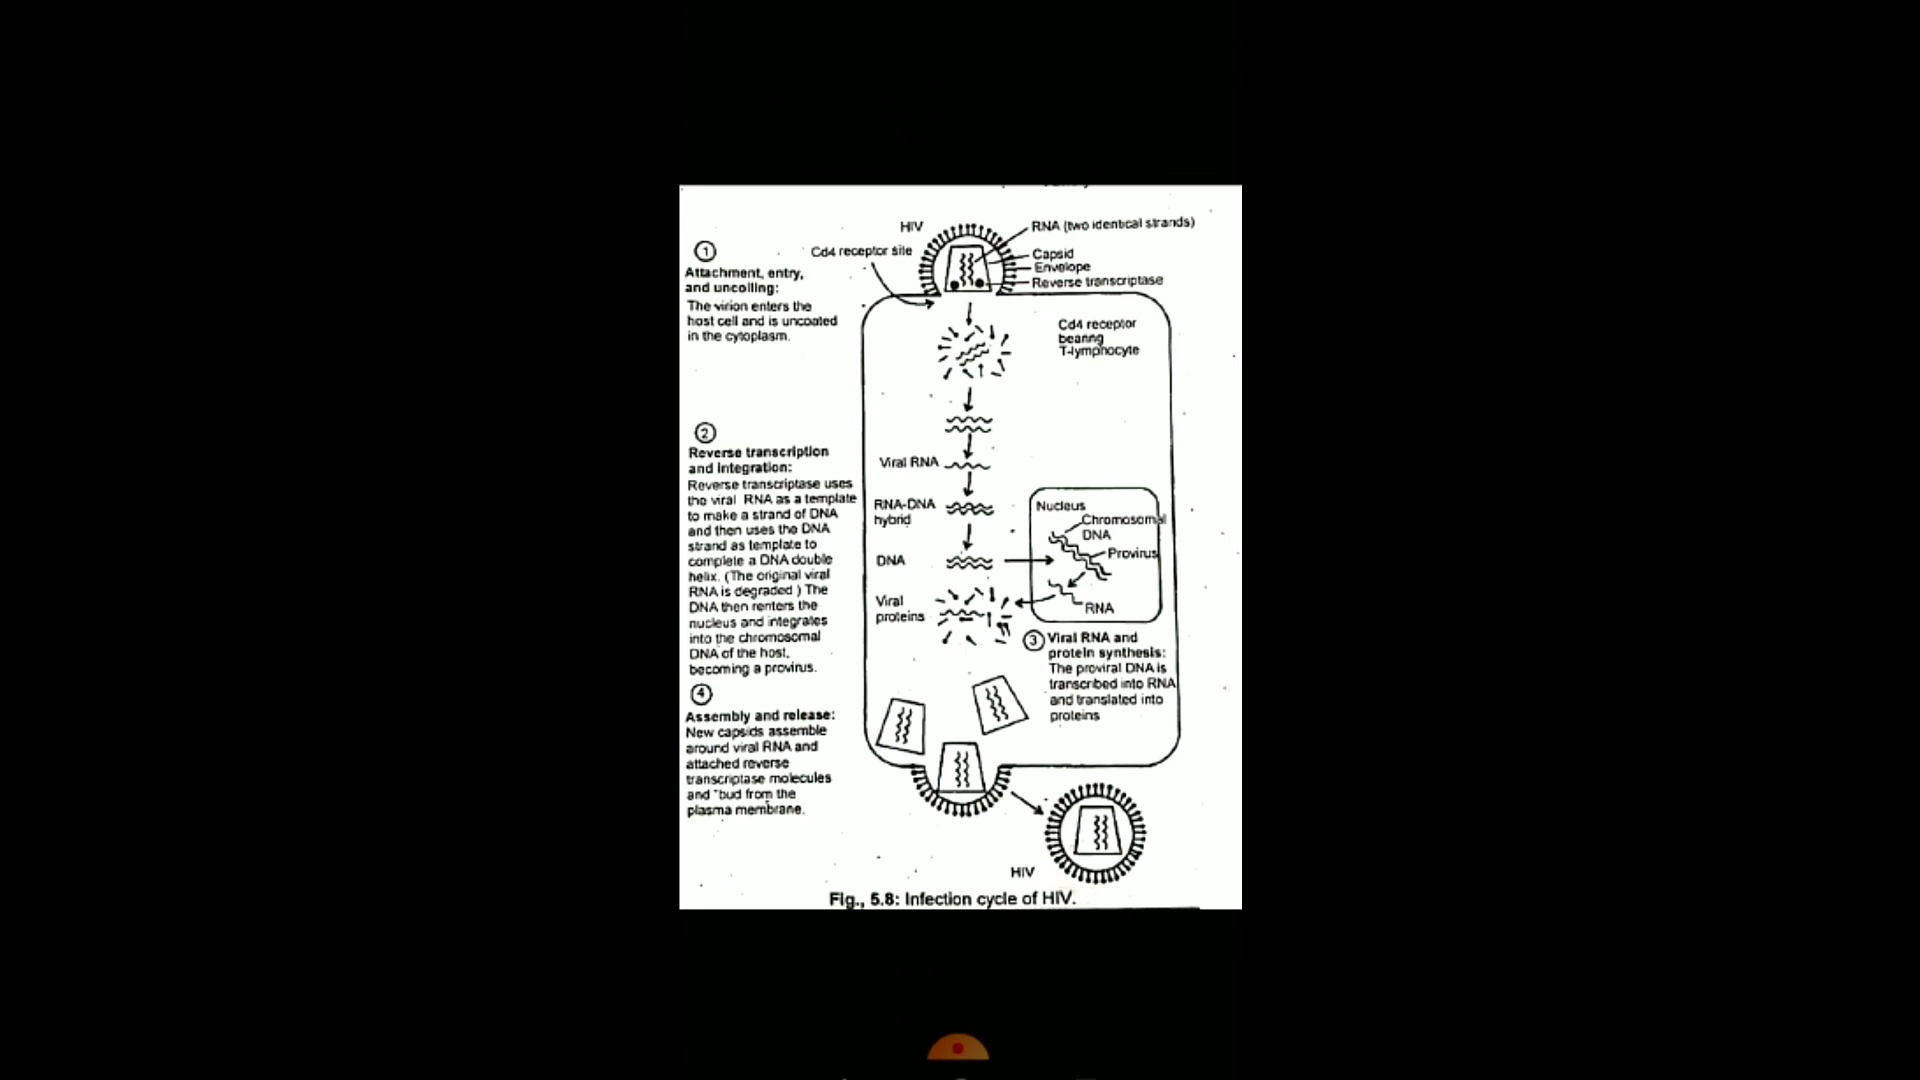 HIV
RNA (two identical strands)
Cd4 receptor site
Capsid
Envelope
Reverse transcriptase
1
Attachment, entry,
and uncoiling:
The virion enters the
host cell and is uncoated
in the cytoplasm.
Cd4 receptor
bearing
T-lymphocyte
2
Reverse transcription
and integration:
Reverse transcriptase uses
the viral RNA as a template
to make a strand of DNA
and then uses the DNA
strand as template to
complete a DNA double
helix. (The original viral
RNA is degraded.) The
DNA then renters the
nucleus and integrates
into the chromosomal
DNA of the host,
becoming a provirus.
Viral RNA
RNA-DNA
hybrid
DNA
Viral
proteins
Nucleus
Chromosomal
DNA
Provirus
RNA
3
Viral RNA and
protein synthesis:
The proviral DNA is
transcribed into RNA
and translated into
proteins
4
Assembly and release:
New capsids assemble
around viral RNA and
attached reverse
transcriptase molecules
and "bud from the
plasma membrane.
HIV
Fig., 5.8: Infection cycle of HIV.